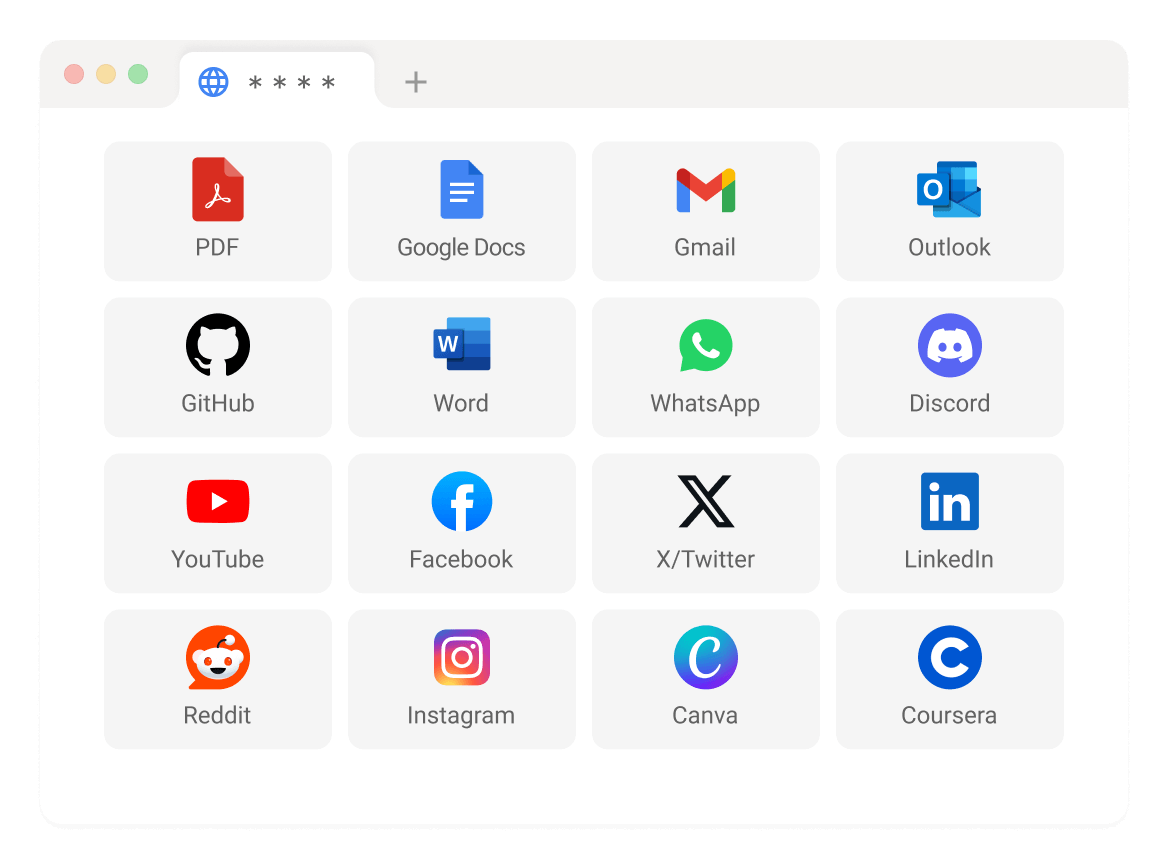 * * * *
PDF
Google Docs
Gmail
Outlook
GitHub
Word
WhatsApp
Discord
YouTube
Facebook
X/Twitter
LinkedIn
Reddit
Instagram
Canva
Coursera